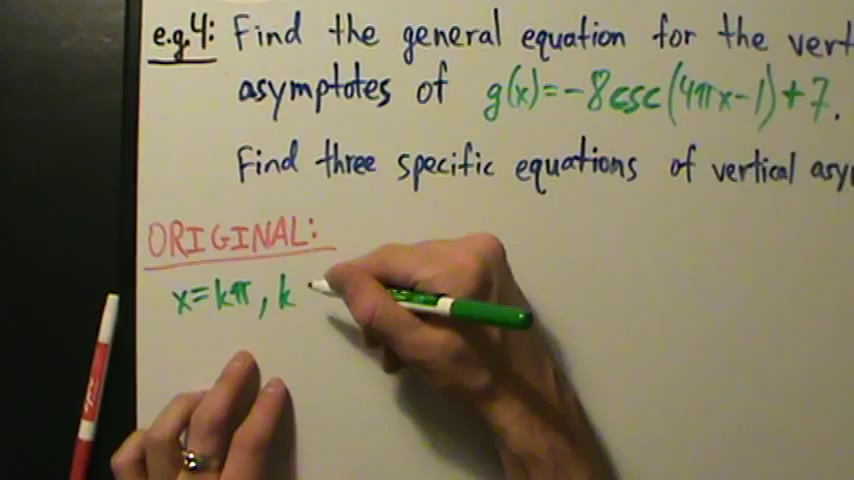 e.g.4: Find the general equation for the vert
asymptotes of g(x)=-8csc(4πx-1)+7.
Find three specific equations of vertical asy
ORIGINAL:
x=kπ, k